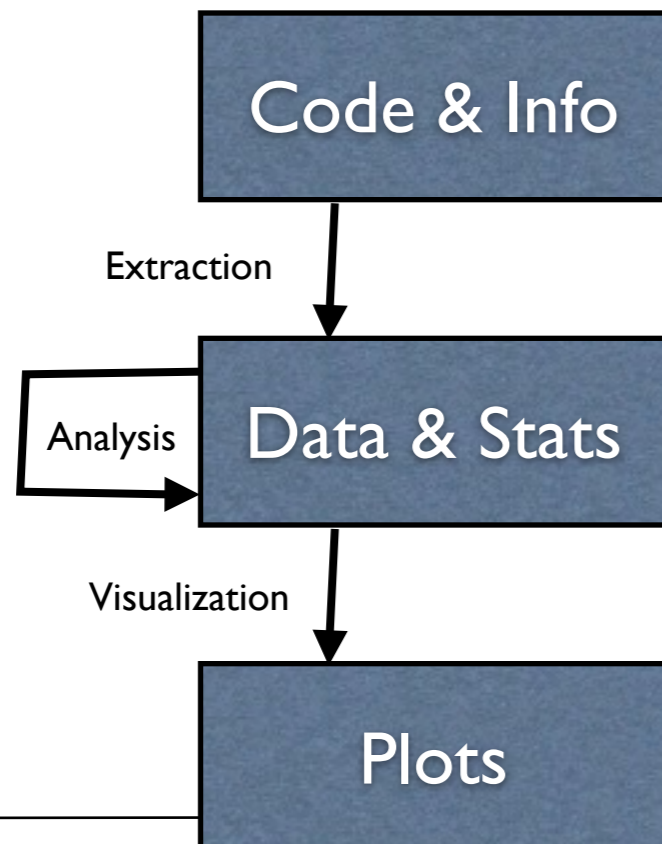 Code & Info
Extraction
Analysis
Data & Stats
Visualization
Plots